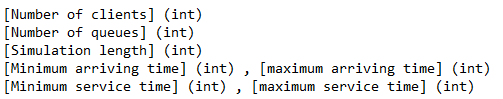 [Number of clients] (int)
[Number of queues] (int)
[Simulation length] (int)
[Minimum arriving time] (int) , [maximum arriving time] (int)
[Minimum service time] (int) , [maximum service time] (int)